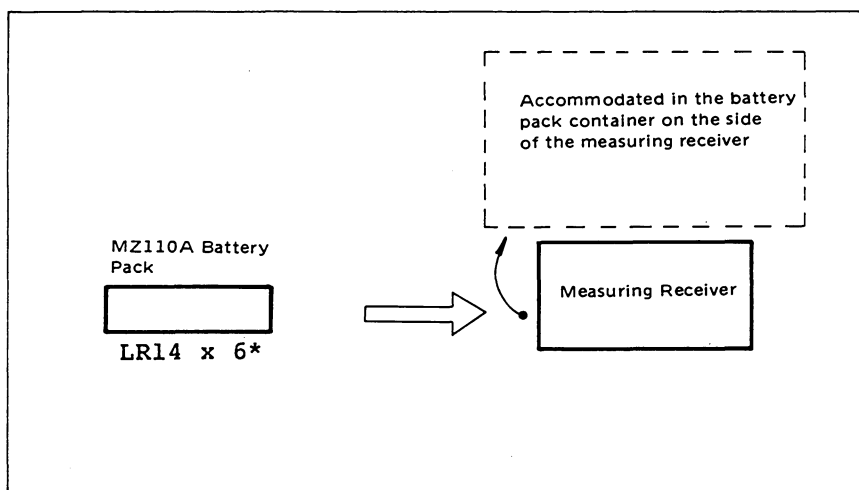 Accommodated in the battery
pack container on the side
of the measuring receiver
MZ110A Battery
Pack
LR14 x 6*
Measuring Receiver